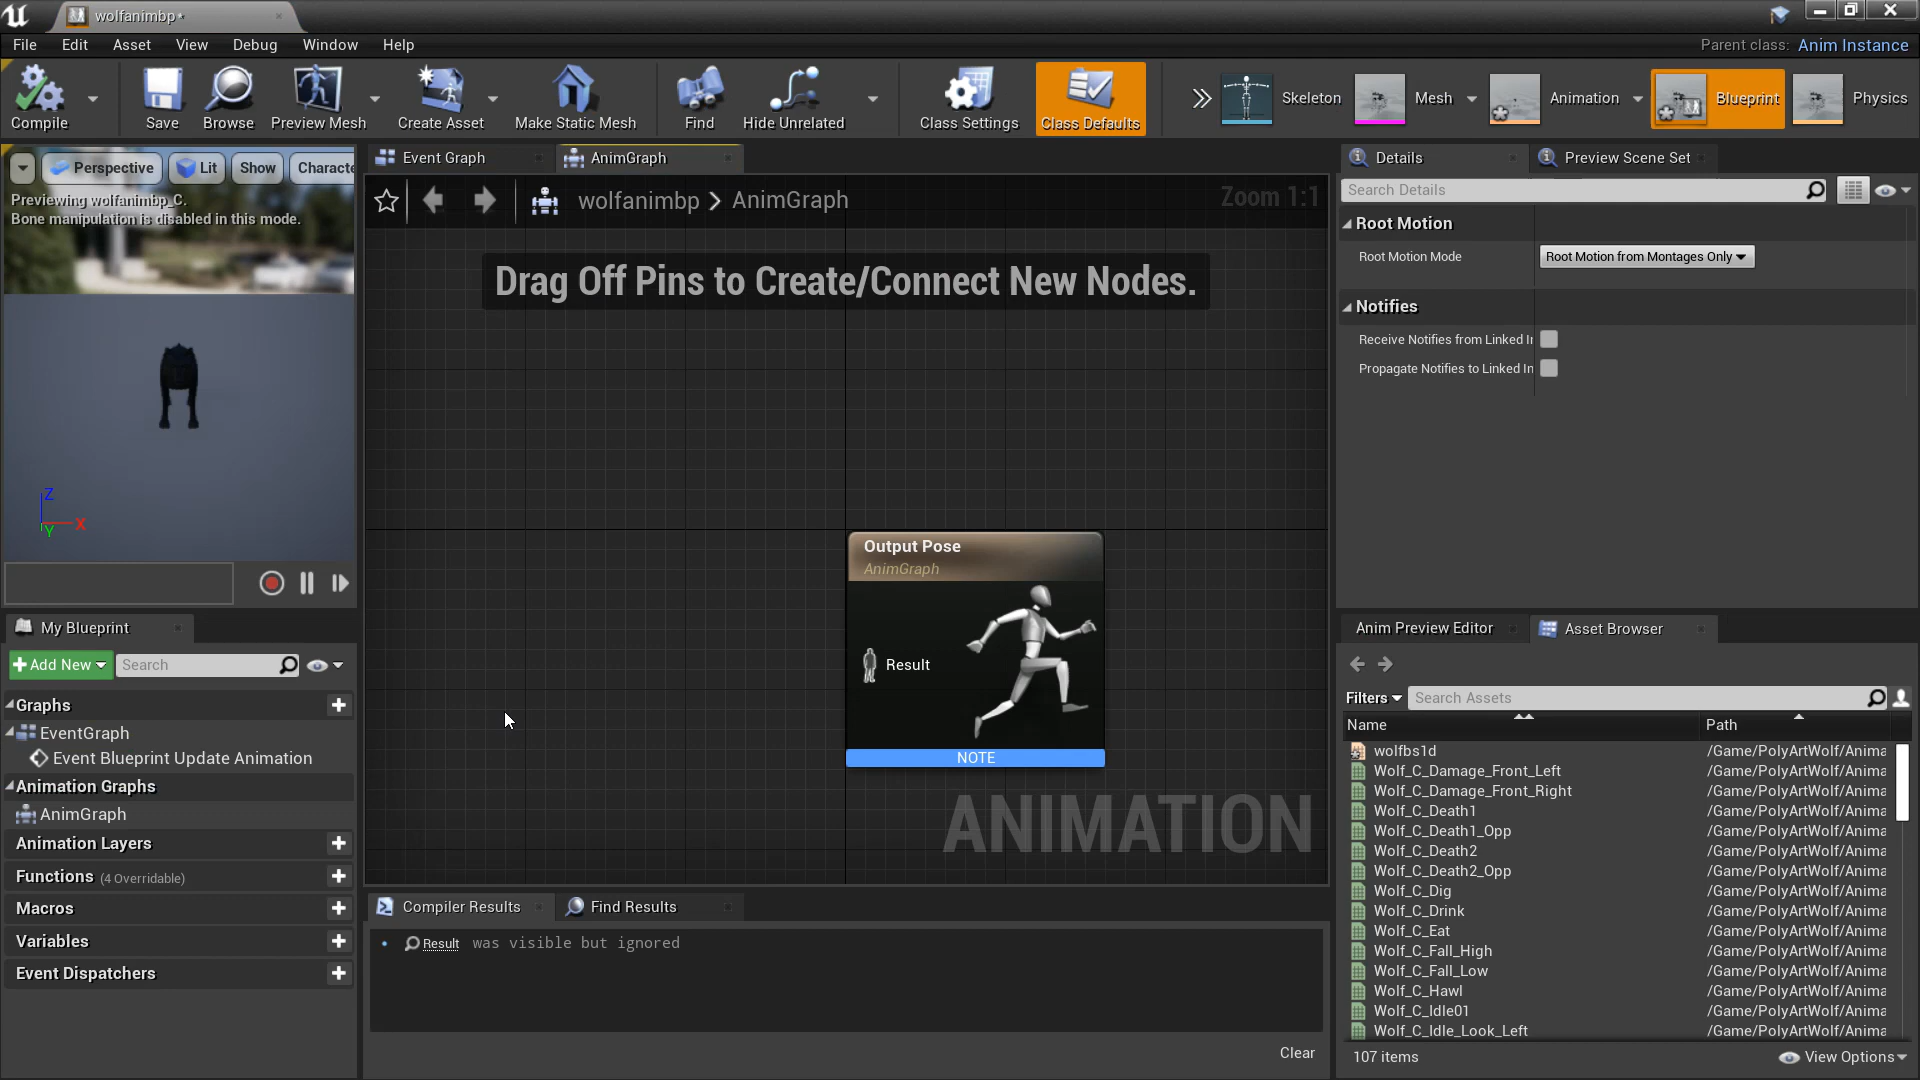 wolfanimbp*
File Edit Asset View Debug Window Help
Parent class: Anim Instance
Compile Save Browse Preview Mesh Create Asset Make Static Mesh Find Hide Unrelated Class Settings Class Defaults
Skeleton Mesh Animation Blueprint Physics
Perspective Lit Show Characte
Previewing wolfanimbp_C.
Bone manipulation is disabled in this mode.
Z
X
Y
Event Graph AnimGraph
wolfanimbp > AnimGraph
Zoom 1:1
Drag Off Pins to Create/Connect New Nodes.
Output Pose
AnimGraph
Result
NOTE
ANIMATION
My Blueprint
Add New Search
Graphs
EventGraph
Event Blueprint Update Animation
Animation Graphs
AnimGraph
Animation Layers
Functions (4 Overridable)
Macros
Variables
Event Dispatchers
Compiler Results Find Results
Result was visible but ignored
Clear
Details Preview Scene Set
Search Details
Root Motion
Root Motion Mode Root Motion from Montages Only
Notifies
Receive Notifies from Linked In
Propagate Notifies to Linked In
Anim Preview Editor Asset Browser
Filters Search Assets
Name Path
wolfbs1d /Game/PolyArtWolf/Anima
Wolf_C_Damage_Front_Left /Game/PolyArtWolf/Anima
Wolf_C_Damage_Front_Right /Game/PolyArtWolf/Anima
Wolf_C_Death1 /Game/PolyArtWolf/Anima
Wolf_C_Death1_Opp /Game/PolyArtWolf/Anima
Wolf_C_Death2 /Game/PolyArtWolf/Anima
Wolf_C_Death2_Opp /Game/PolyArtWolf/Anima
Wolf_C_Dig /Game/PolyArtWolf/Anima
Wolf_C_Drink /Game/PolyArtWolf/Anima
Wolf_C_Eat /Game/PolyArtWolf/Anima
Wolf_C_Fall_High /Game/PolyArtWolf/Anima
Wolf_C_Fall_Low /Game/PolyArtWolf/Anima
Wolf_C_Hawl /Game/PolyArtWolf/Anima
Wolf_C_Idle01 /Game/PolyArtWolf/Anima
Wolf_C_Idle_Look_Left /Game/PolyArtWolf/Anima
107 items View Options